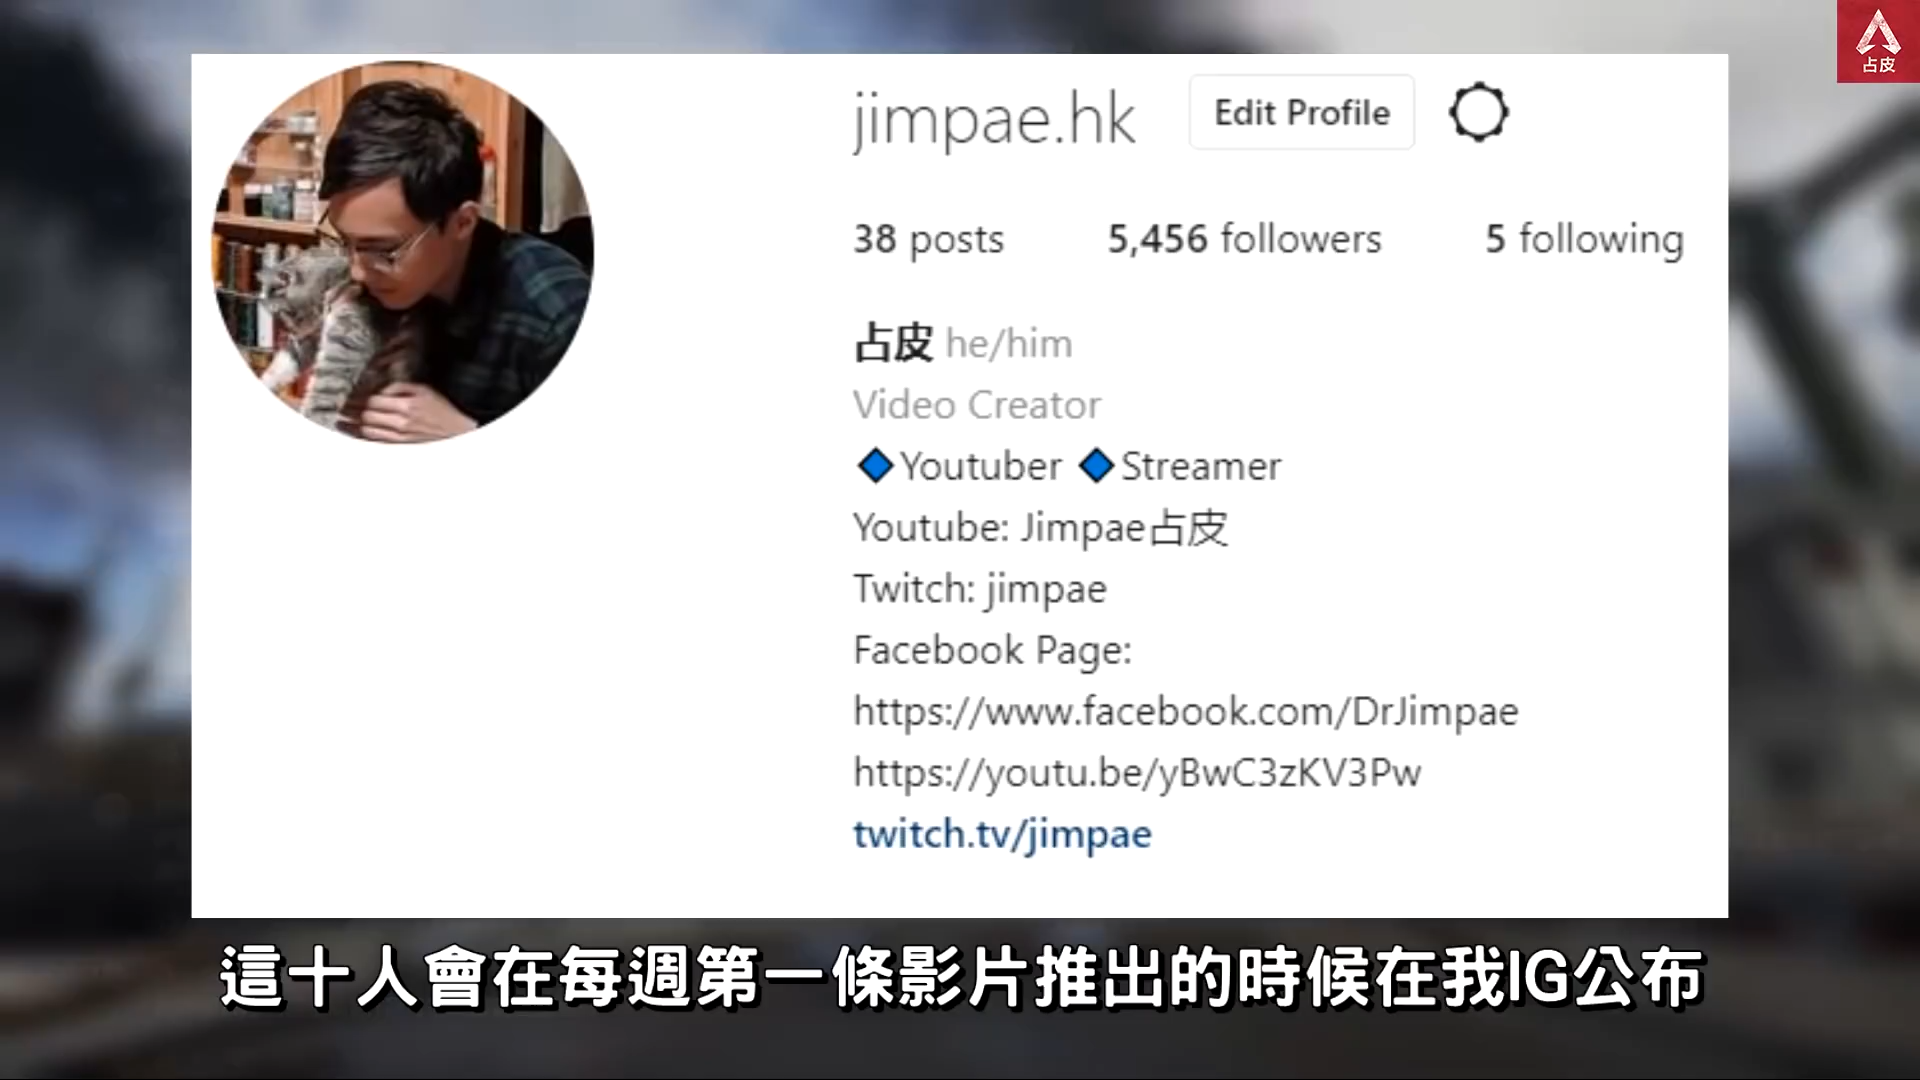 占皮
jimpae.hk Edit Profile
38 posts 5,456 followers 5 following
占皮 he/him
Video Creator
🔷Youtuber 🔷Streamer
Youtube: Jimpae占皮
Twitch: jimpae
Facebook Page:
https://www.facebook.com/DrJimpae
https://youtu.be/yBwC3zKV3Pw
twitch.tv/jimpae
這十人會在每週第一條影片推出的時候在我IG公布